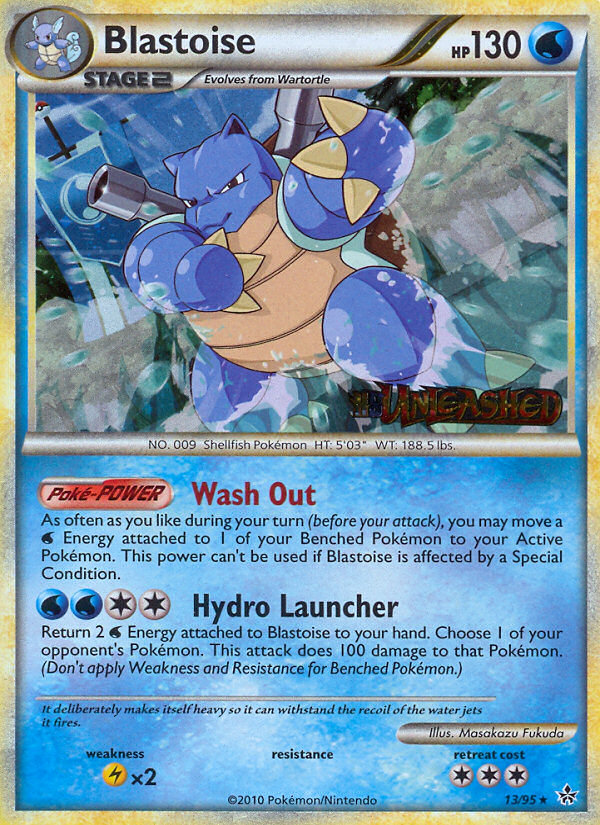 Blastoise
HP 130
STAGE 2
Evolves from Wartortle
UNLEASHED
NO. 009 Shellfish Pokémon HT: 5'03" WT: 188.5 lbs.
Poké-POWER Wash Out
As often as you like during your turn (before your attack), you may move a
Energy attached to 1 of your Benched Pokémon to your Active
Pokémon. This power can't be used if Blastoise is affected by a Special
Condition.
Hydro Launcher
Return 2 Energy attached to Blastoise to your hand. Choose 1 of your
opponent's Pokémon. This attack does 100 damage to that Pokémon.
(Don't apply Weakness and Resistance for Benched Pokémon.)
It deliberately makes itself heavy so it can withstand the recoil of the water jets
it fires.
Illus. Masakazu Fukuda
weakness resistance retreat cost
×2
©2010 Pokémon/Nintendo 13/95 ★